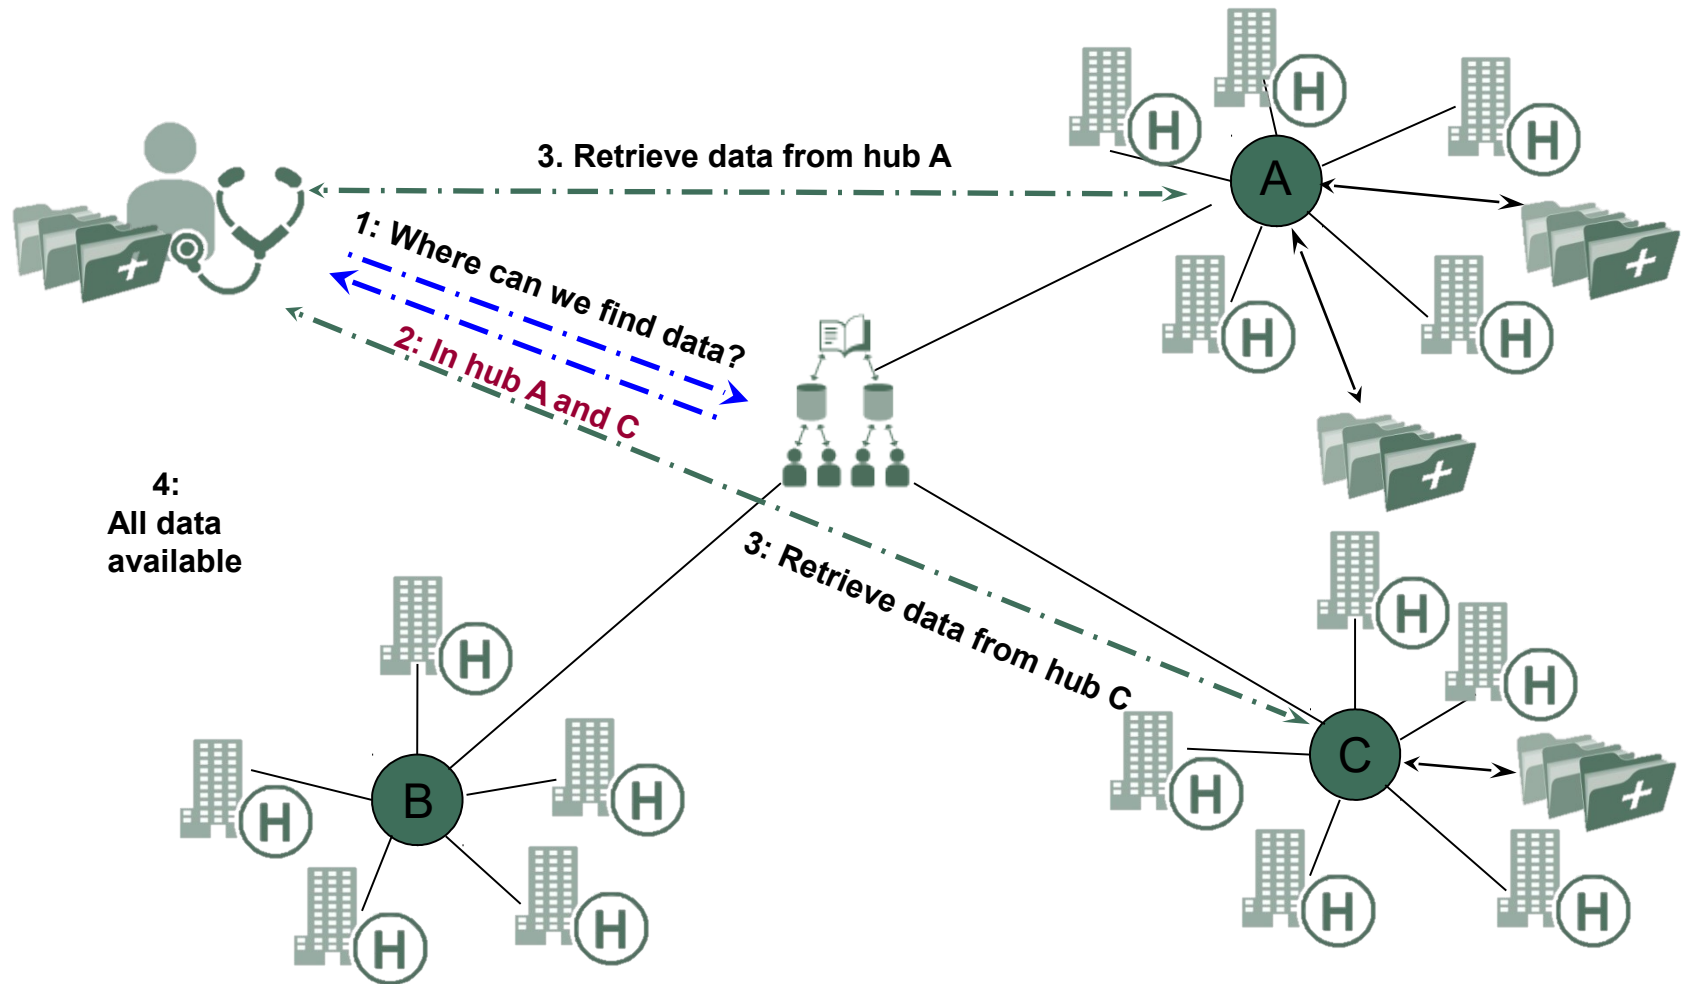 3. Retrieve data from hub A
1: Where can we find data?
2: In hub A and C
4:
All data
available
3: Retrieve data from hub C
A
H
H
H
H
H
B
H
H
H
H
H
C
H
H
H
H
H